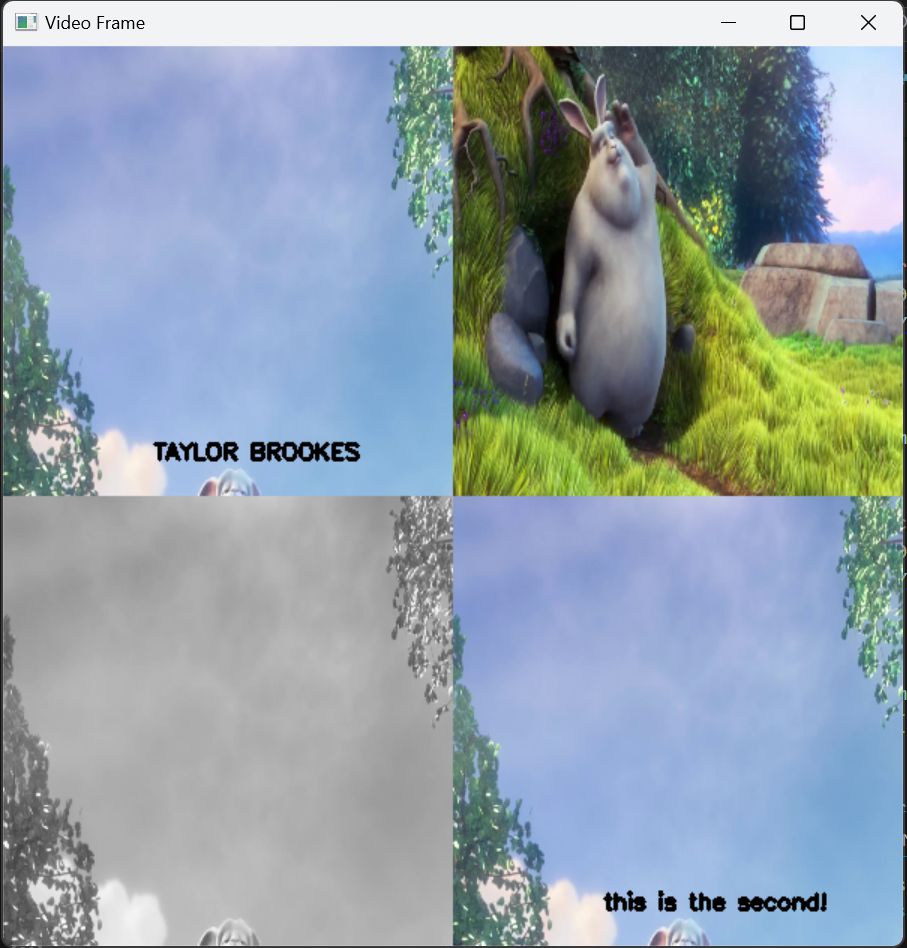 Video Frame
TAYLOR BROOKES
this is the second!